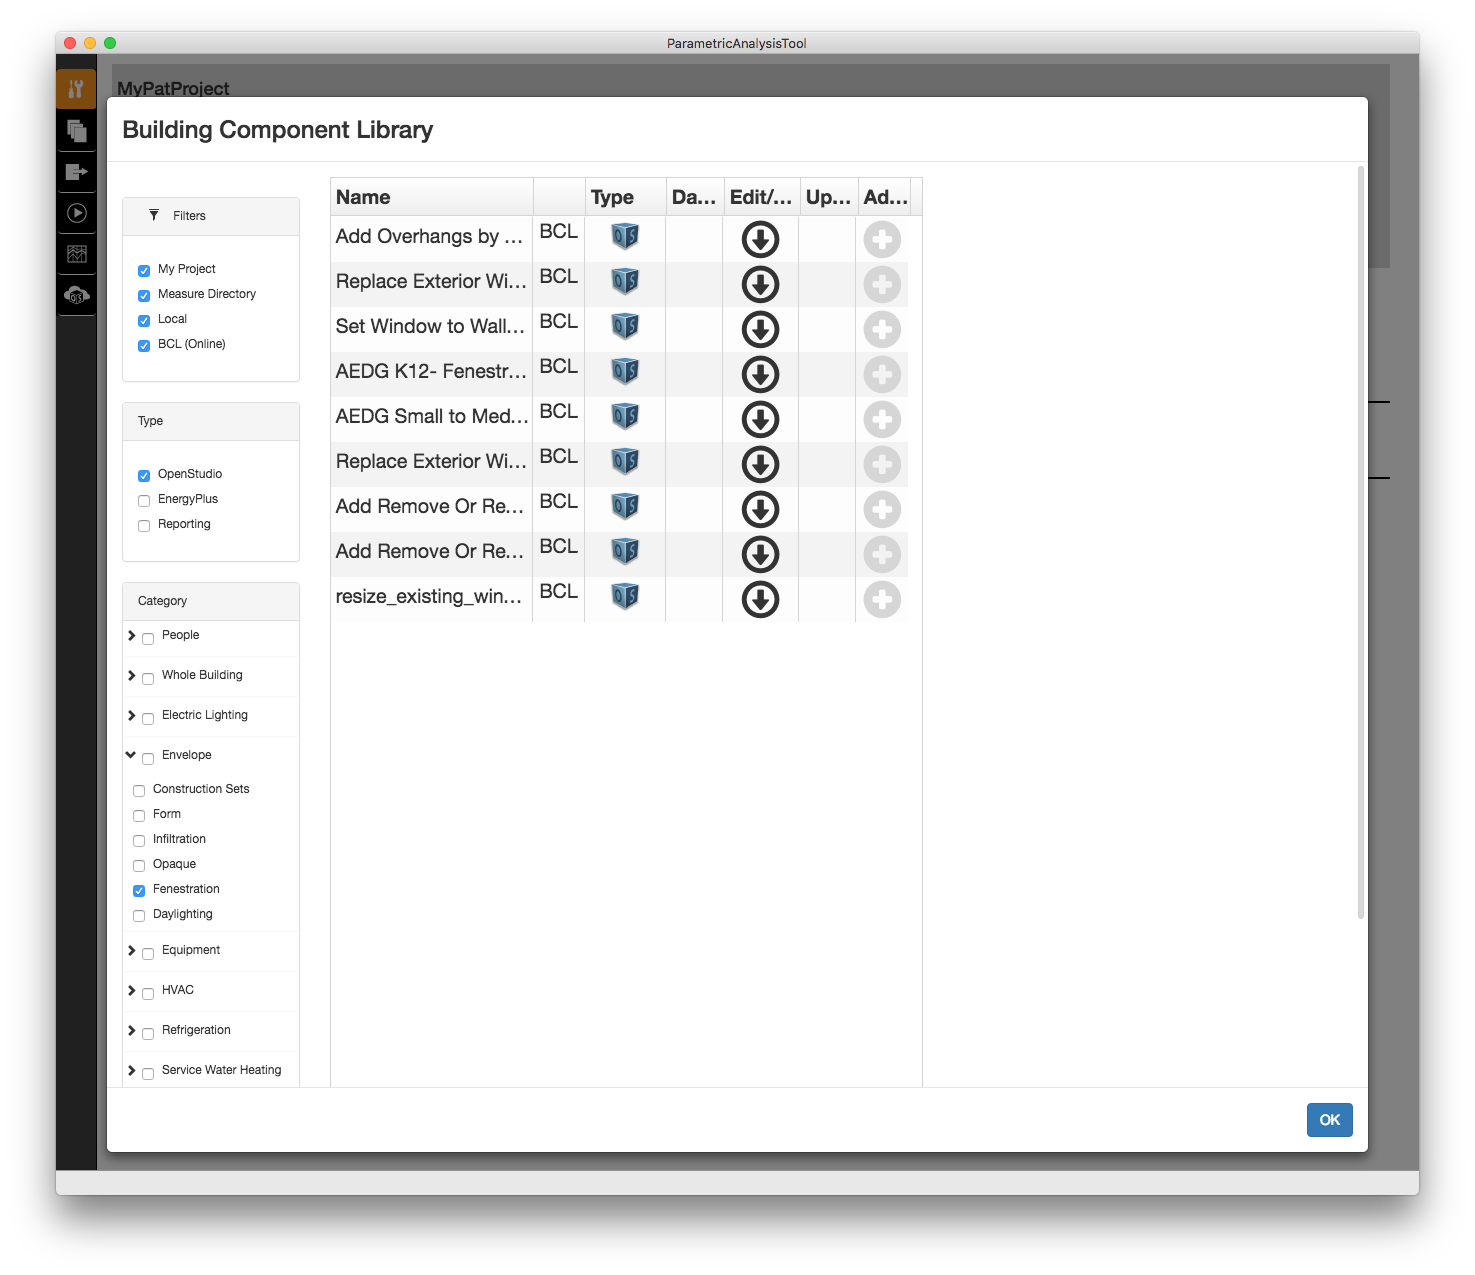 ParametricAnalysisTool
MyPatProject
Building Component Library
Filters
My Project
Measure Directory
Local
BCL (Online)
Type
OpenStudio
EnergyPlus
Reporting
Category
People
Whole Building
Electric Lighting
Envelope
Construction Sets
Form
Infiltration
Opaque
Fenestration
Daylighting
Equipment
HVAC
Refrigeration
Service Water Heating
Name Type Da... Edit/... Up... Ad...
Add Overhangs by ... BCL
Replace Exterior Wi... BCL
Set Window to Wall... BCL
AEDG K12- Fenestr... BCL
AEDG Small to Med... BCL
Replace Exterior Wi... BCL
Add Remove Or Re... BCL
Add Remove Or Re... BCL
resize_existing_win... BCL
OK